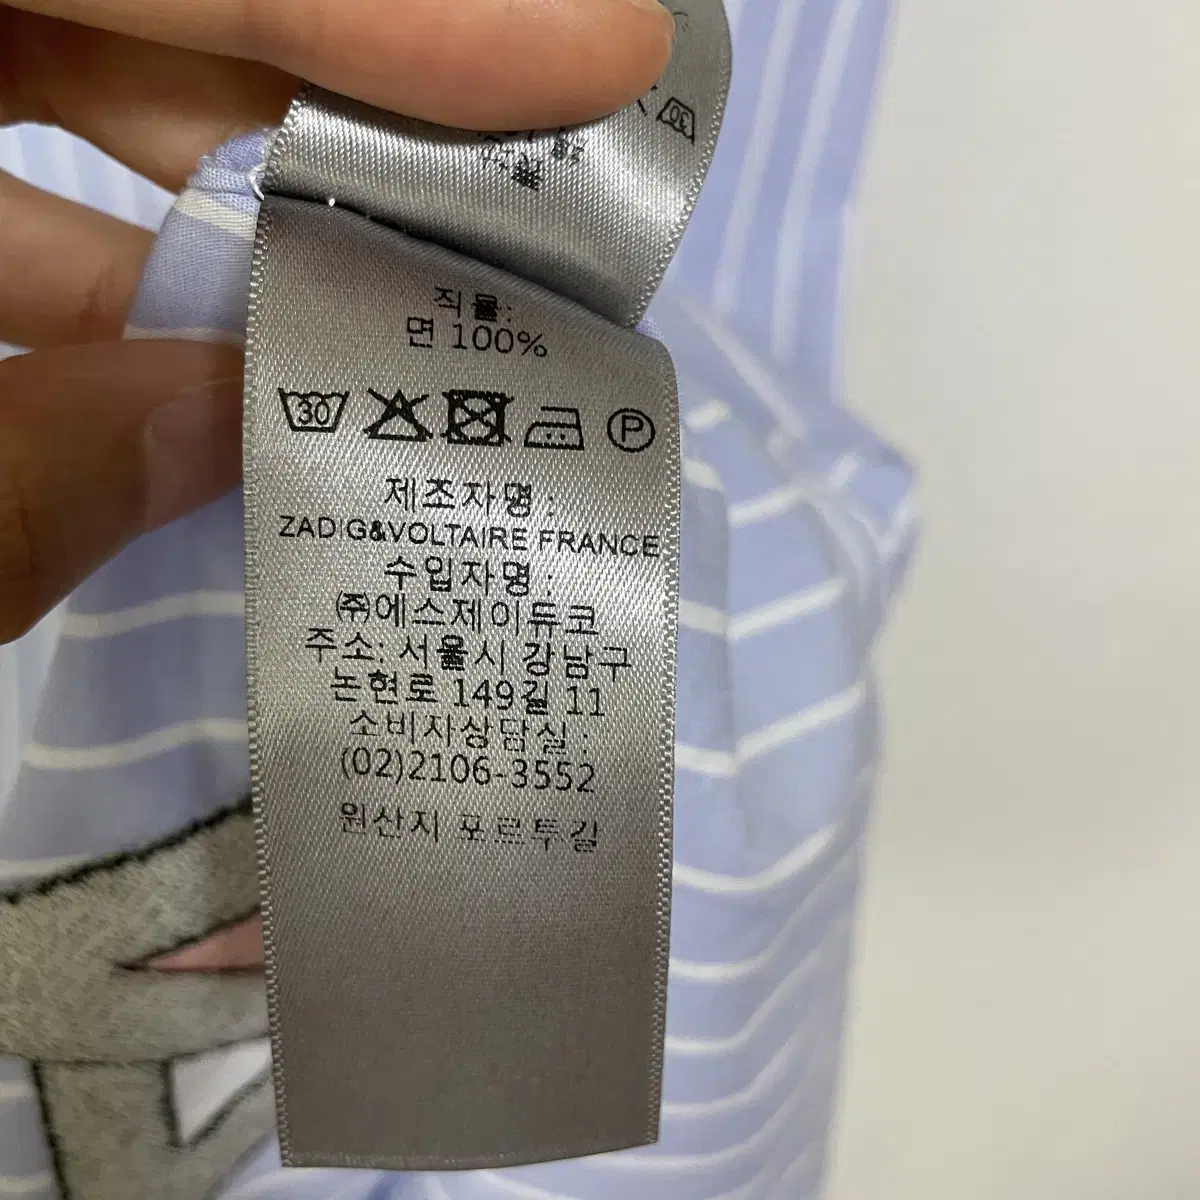 직물:
면 100%
30
P
제조자명 :
ZADIG&VOLTAIRE FRANCE
수입자명 :
㈜에스제이듀코
주소: 서울시 강남구
논현로 149길 11
소비자상담실 :
(02)2106-3552
원산지 포르투갈